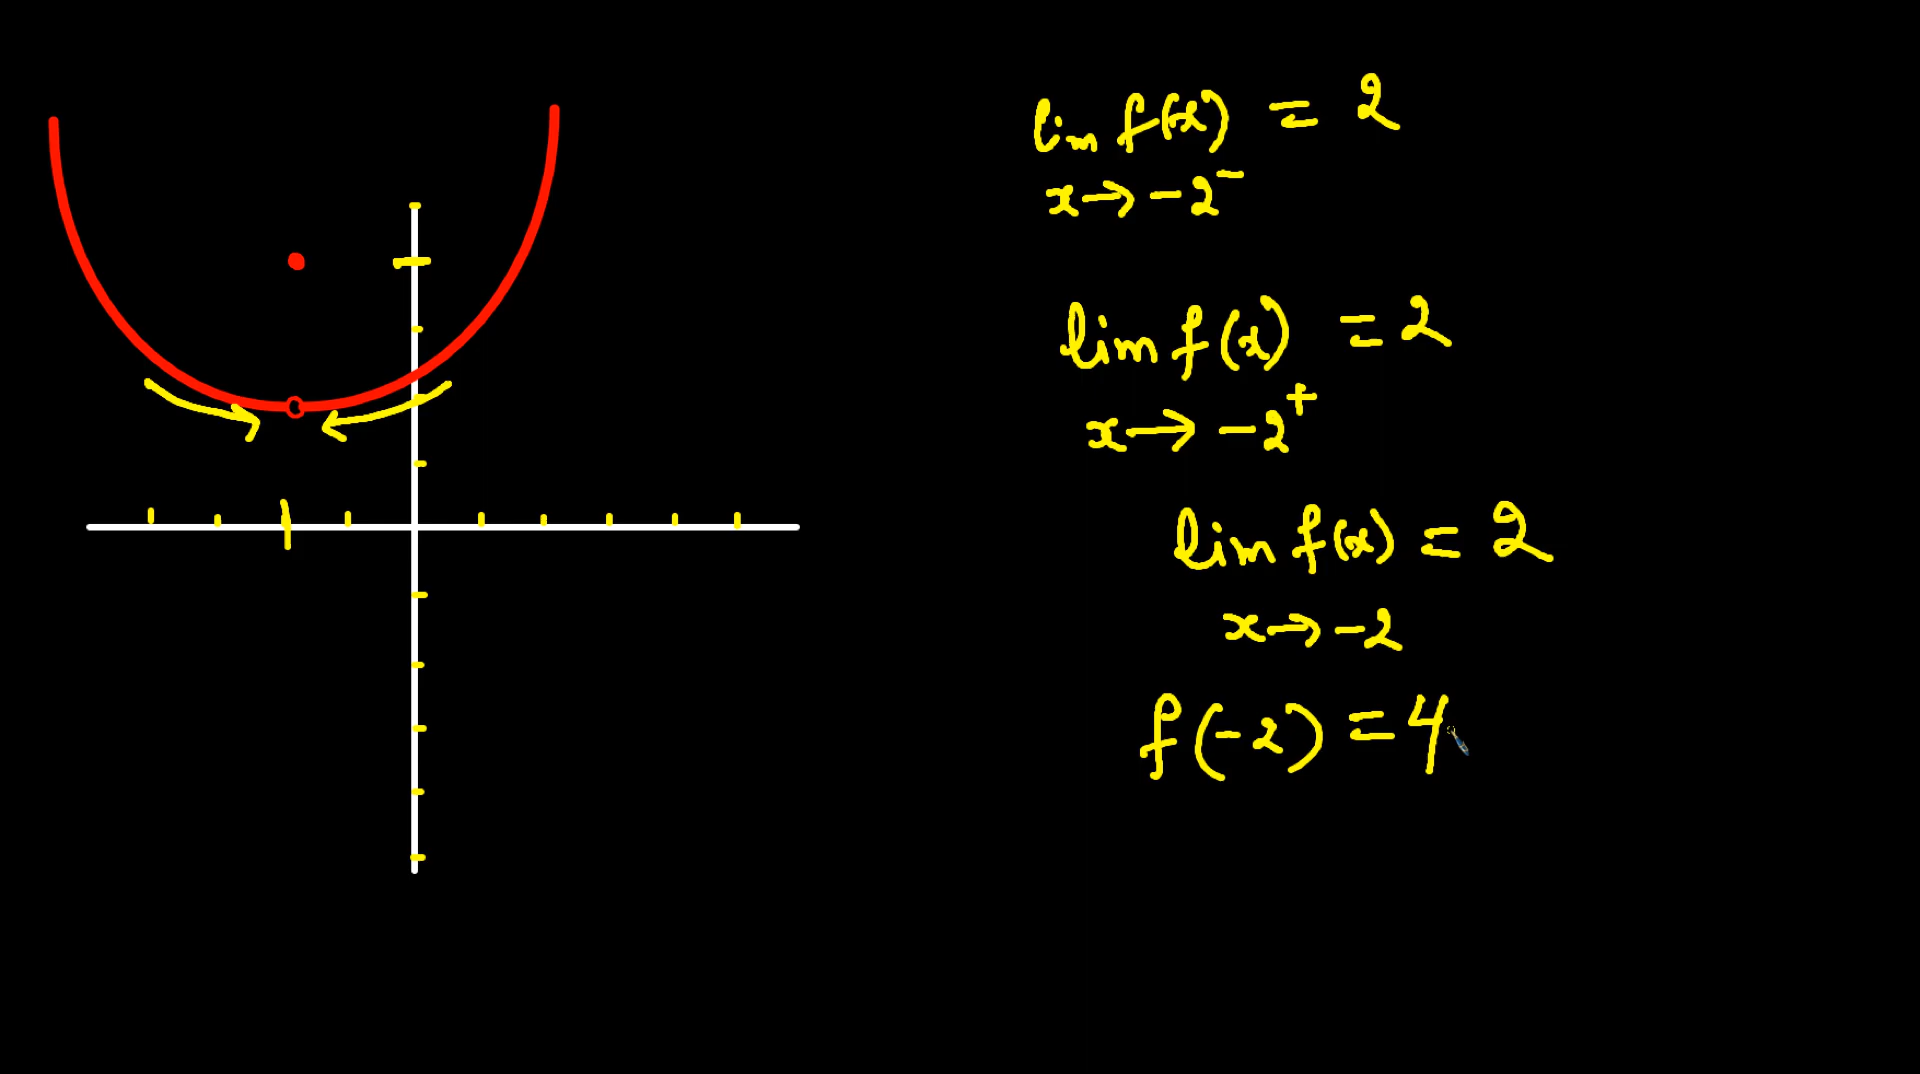 lim f(x) = 2
x→-2⁻
lim f(x) = 2
x→-2⁺
lim f(x) = 2
x→-2
f(-2) = 4